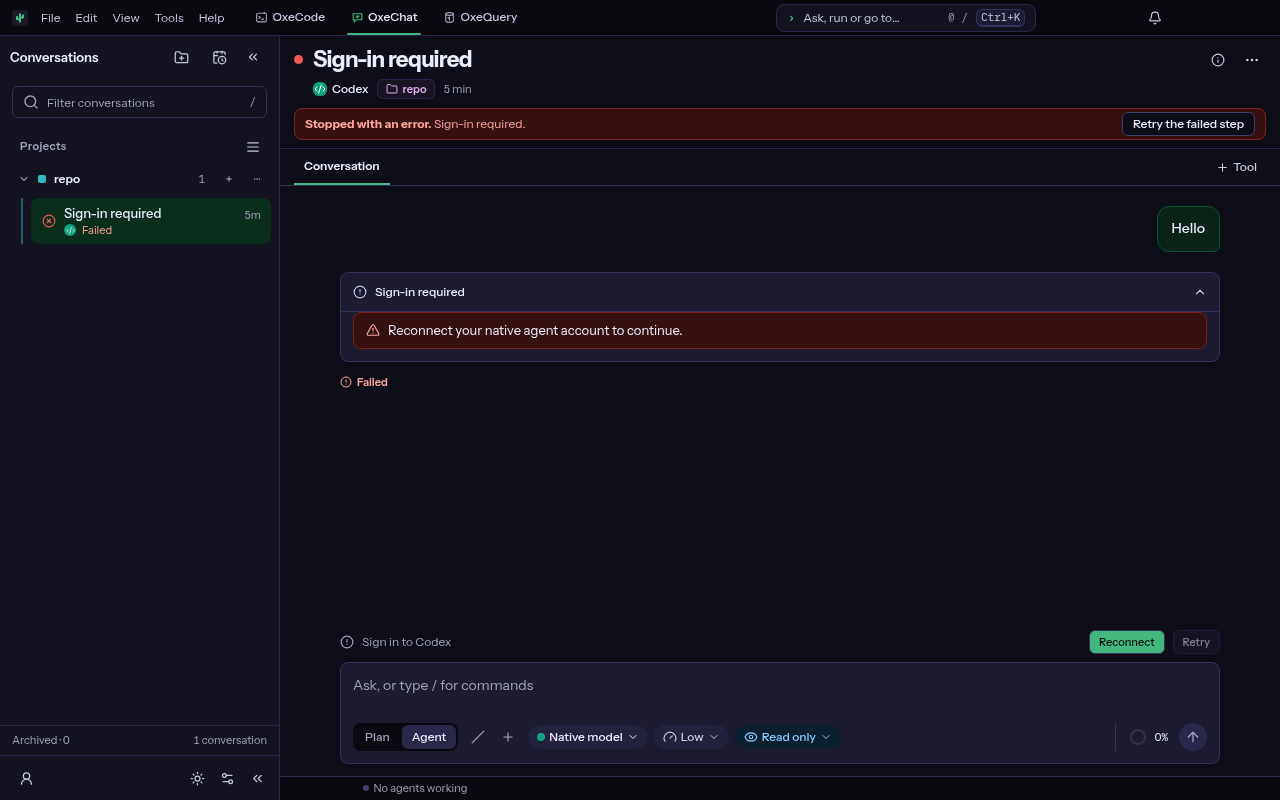 File Edit View Tools Help OxeCode OxeChat OxeQuery Ask, run or go to... @ / Ctrl+K
Conversations
Filter conversations /
Projects
repo 1 + ...
Sign-in required 5m
Failed
Archived · 0 1 conversation
Sign-in required
Codex repo 5 min
Stopped with an error. Sign-in required. Retry the failed step
Conversation + Tool
Hello
Sign-in required
Reconnect your native agent account to continue.
Failed
Sign in to Codex Reconnect Retry
Ask, or type / for commands
Plan Agent Native model Low Read only 0%
No agents working